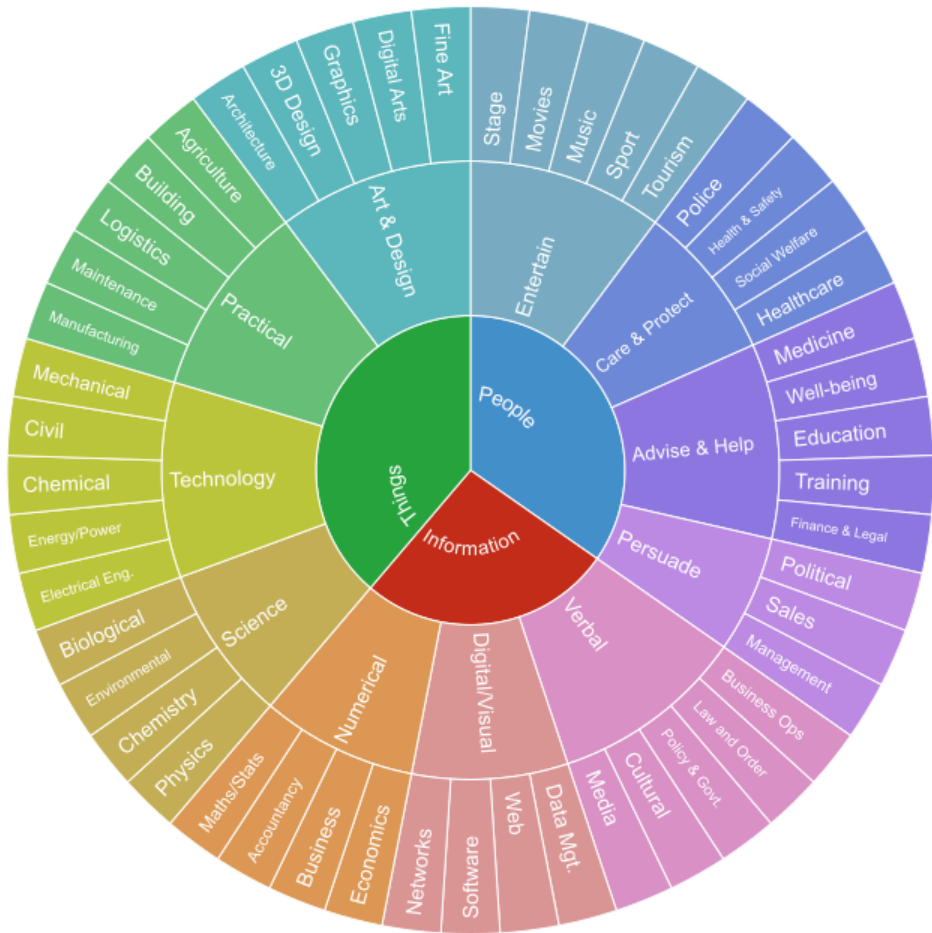 People
Entertain
Stage
Movies
Music
Sport
Tourism
Care & Protect
Police
Health & Safety
Social Welfare
Healthcare
Advise & Help
Medicine
Well-being
Education
Training
Finance & Legal
Persuade
Political
Sales
Management
Information
Verbal
Business Ops
Law and Order
Policy & Govt.
Cultural
Media
Digital/Visual
Data Mgt.
Web
Software
Networks
Numerical
Economics
Business
Accountancy
Maths/Stats
Things
Science
Physics
Chemistry
Environmental
Biological
Technology
Electrical Eng.
Energy/Power
Chemical
Civil
Mechanical
Practical
Manufacturing
Maintenance
Logistics
Building
Agriculture
Art & Design
Architecture
3D Design
Graphics
Digital Arts
Fine Art